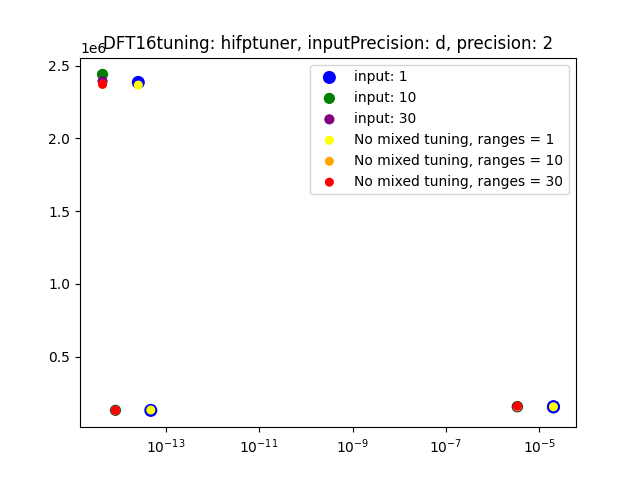 1e6
DFT16tuning: hifptuner, inputPrecision: d, precision: 2
input: 1
input: 10
input: 30
No mixed tuning, ranges = 1
No mixed tuning, ranges = 10
No mixed tuning, ranges = 30
2.5
2.0
1.5
1.0
0.5
10⁻¹³
10⁻¹¹
10⁻⁹
10⁻⁷
10⁻⁵